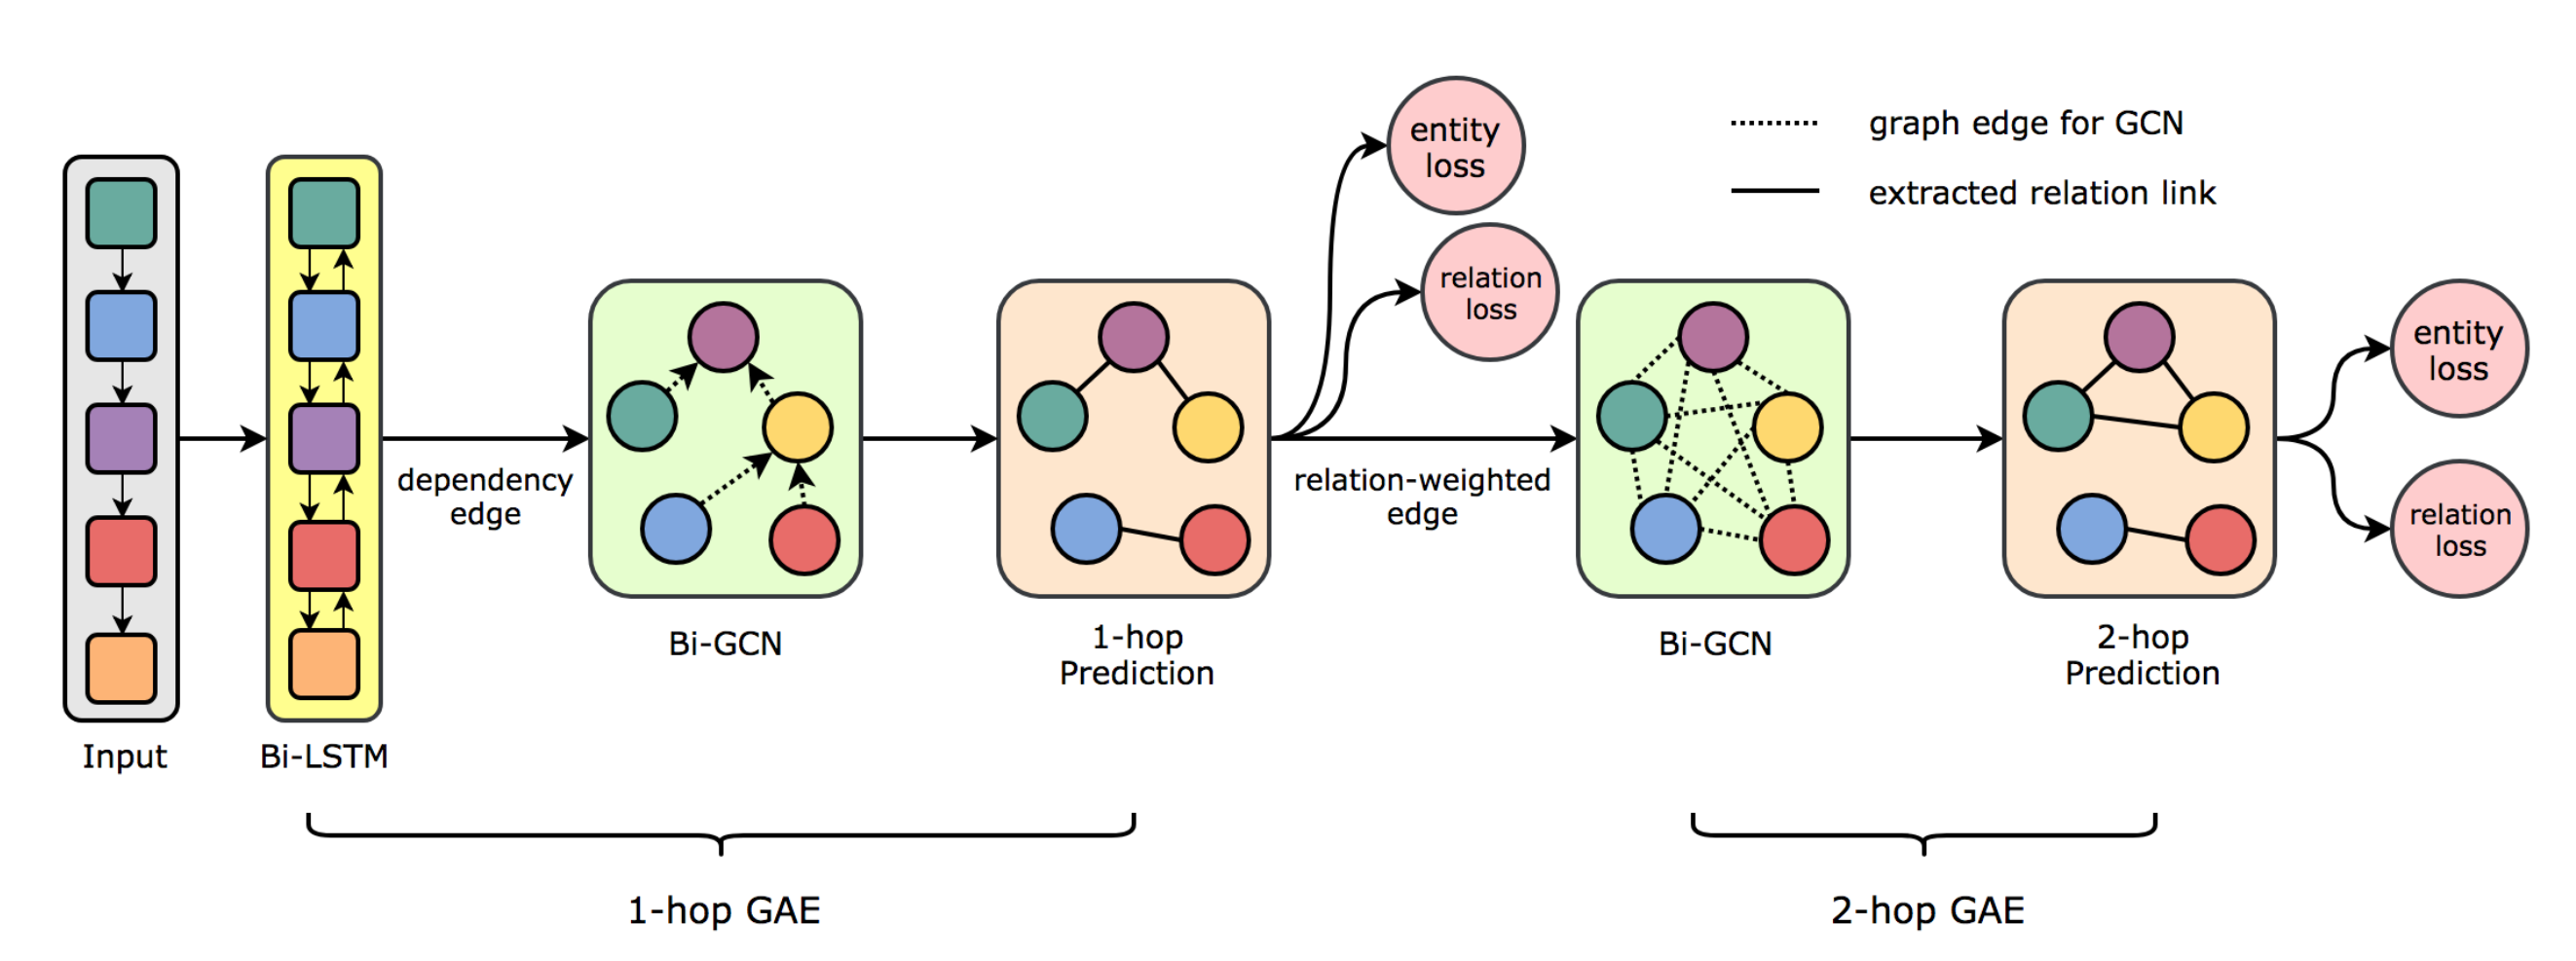 entity
loss
relation
loss
graph edge for GCN
extracted relation link
dependency
edge
relation-weighted
edge
entity
loss
relation
loss
Input
Bi-LSTM
Bi-GCN
1-hop
Prediction
Bi-GCN
2-hop
Prediction
1-hop GAE
2-hop GAE